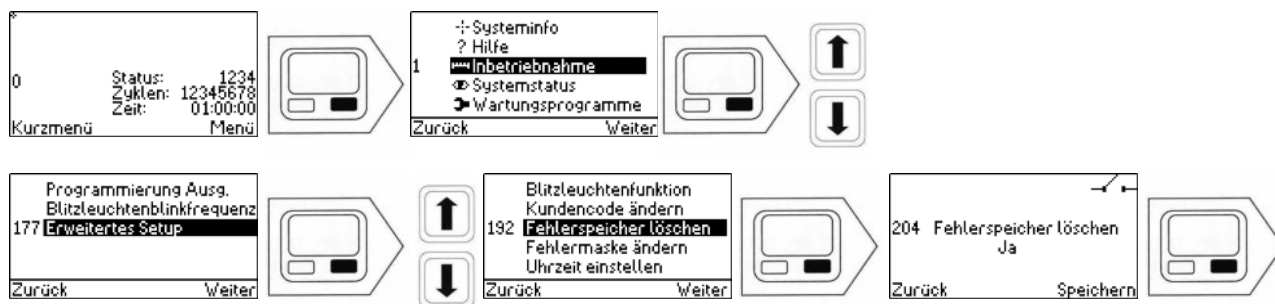 0
Status: 1234
Zyklen: 12345678
Zeit: 01:00:00
Kurzmenü Menü
Systeminfo
? Hilfe
1 Inbetriebnahme
Systemstatus
Wartungsprogramme
Zurück Weiter
Programmierung Ausg.
Blitzleuchtenblinkfrequenz
177 Erweitertes Setup
Zurück Weiter
Blitzleuchtenfunktion
Kundencode ändern
192 Fehlerspeicher löschen
Fehlermaske ändern
Uhrzeit einstellen
Zurück Weiter
204 Fehlerspeicher löschen
Ja
Zurück Speichern